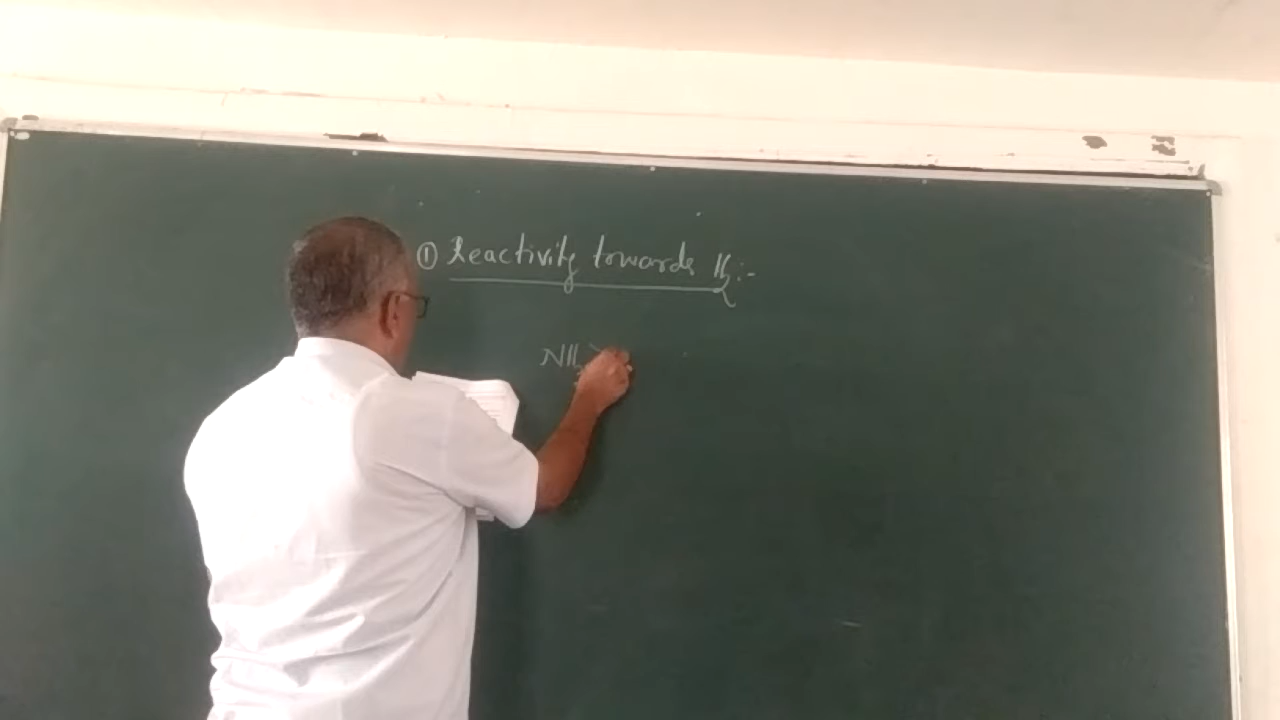 ① Reactivity towards H₂:-
NH₃ >